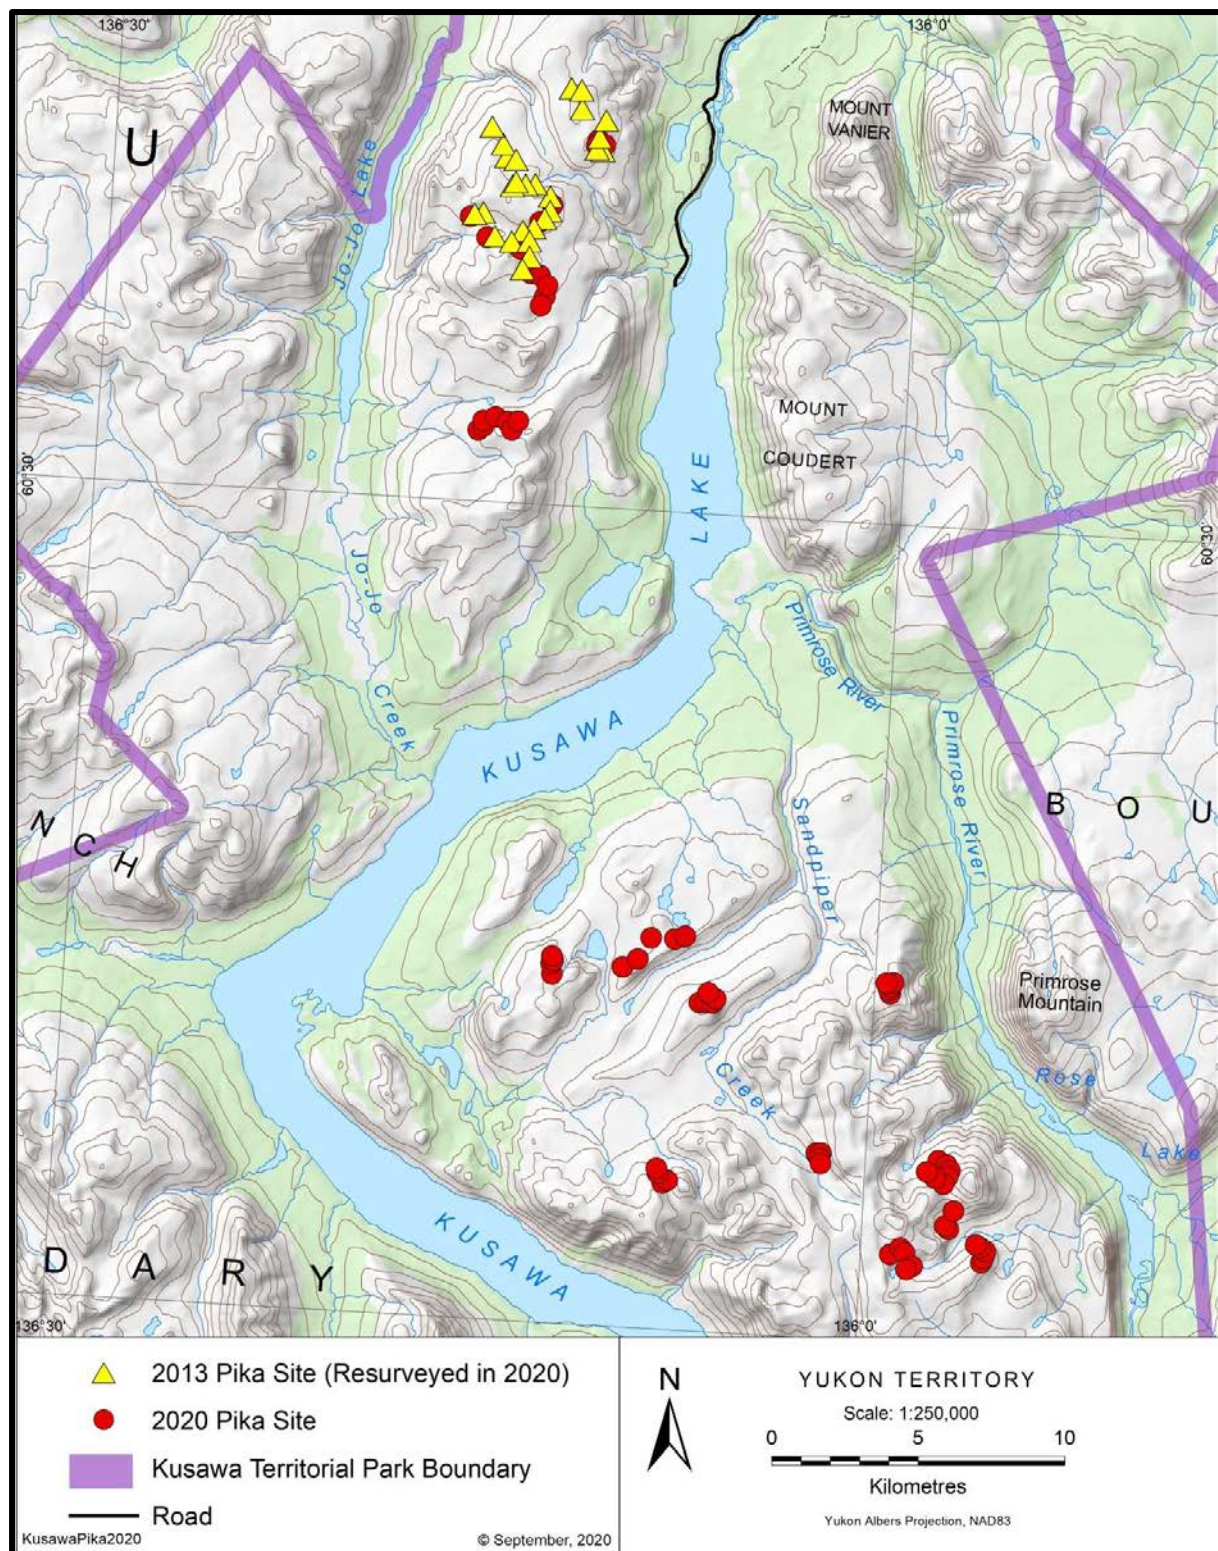 136°30'
136°0'
U
MOUNT
VANIER
Jo-Jo Lake
MOUNT
COUDERT
60°30'
LAKE
60°30'
Jo-Jo
Creek
Primrose River
KUSAWA
Primrose River
B O U
N C H
Sandpiper
Primrose
Mountain
Creek
Rose
Lake
KUSAWA
D A R Y
136°30'
136°0'
2013 Pika Site (Resurveyed in 2020)
2020 Pika Site
Kusawa Territorial Park Boundary
Road
KusawaPika2020
© September, 2020
N
YUKON TERRITORY
Scale: 1:250,000
0 5 10
Kilometres
Yukon Albers Projection, NAD83